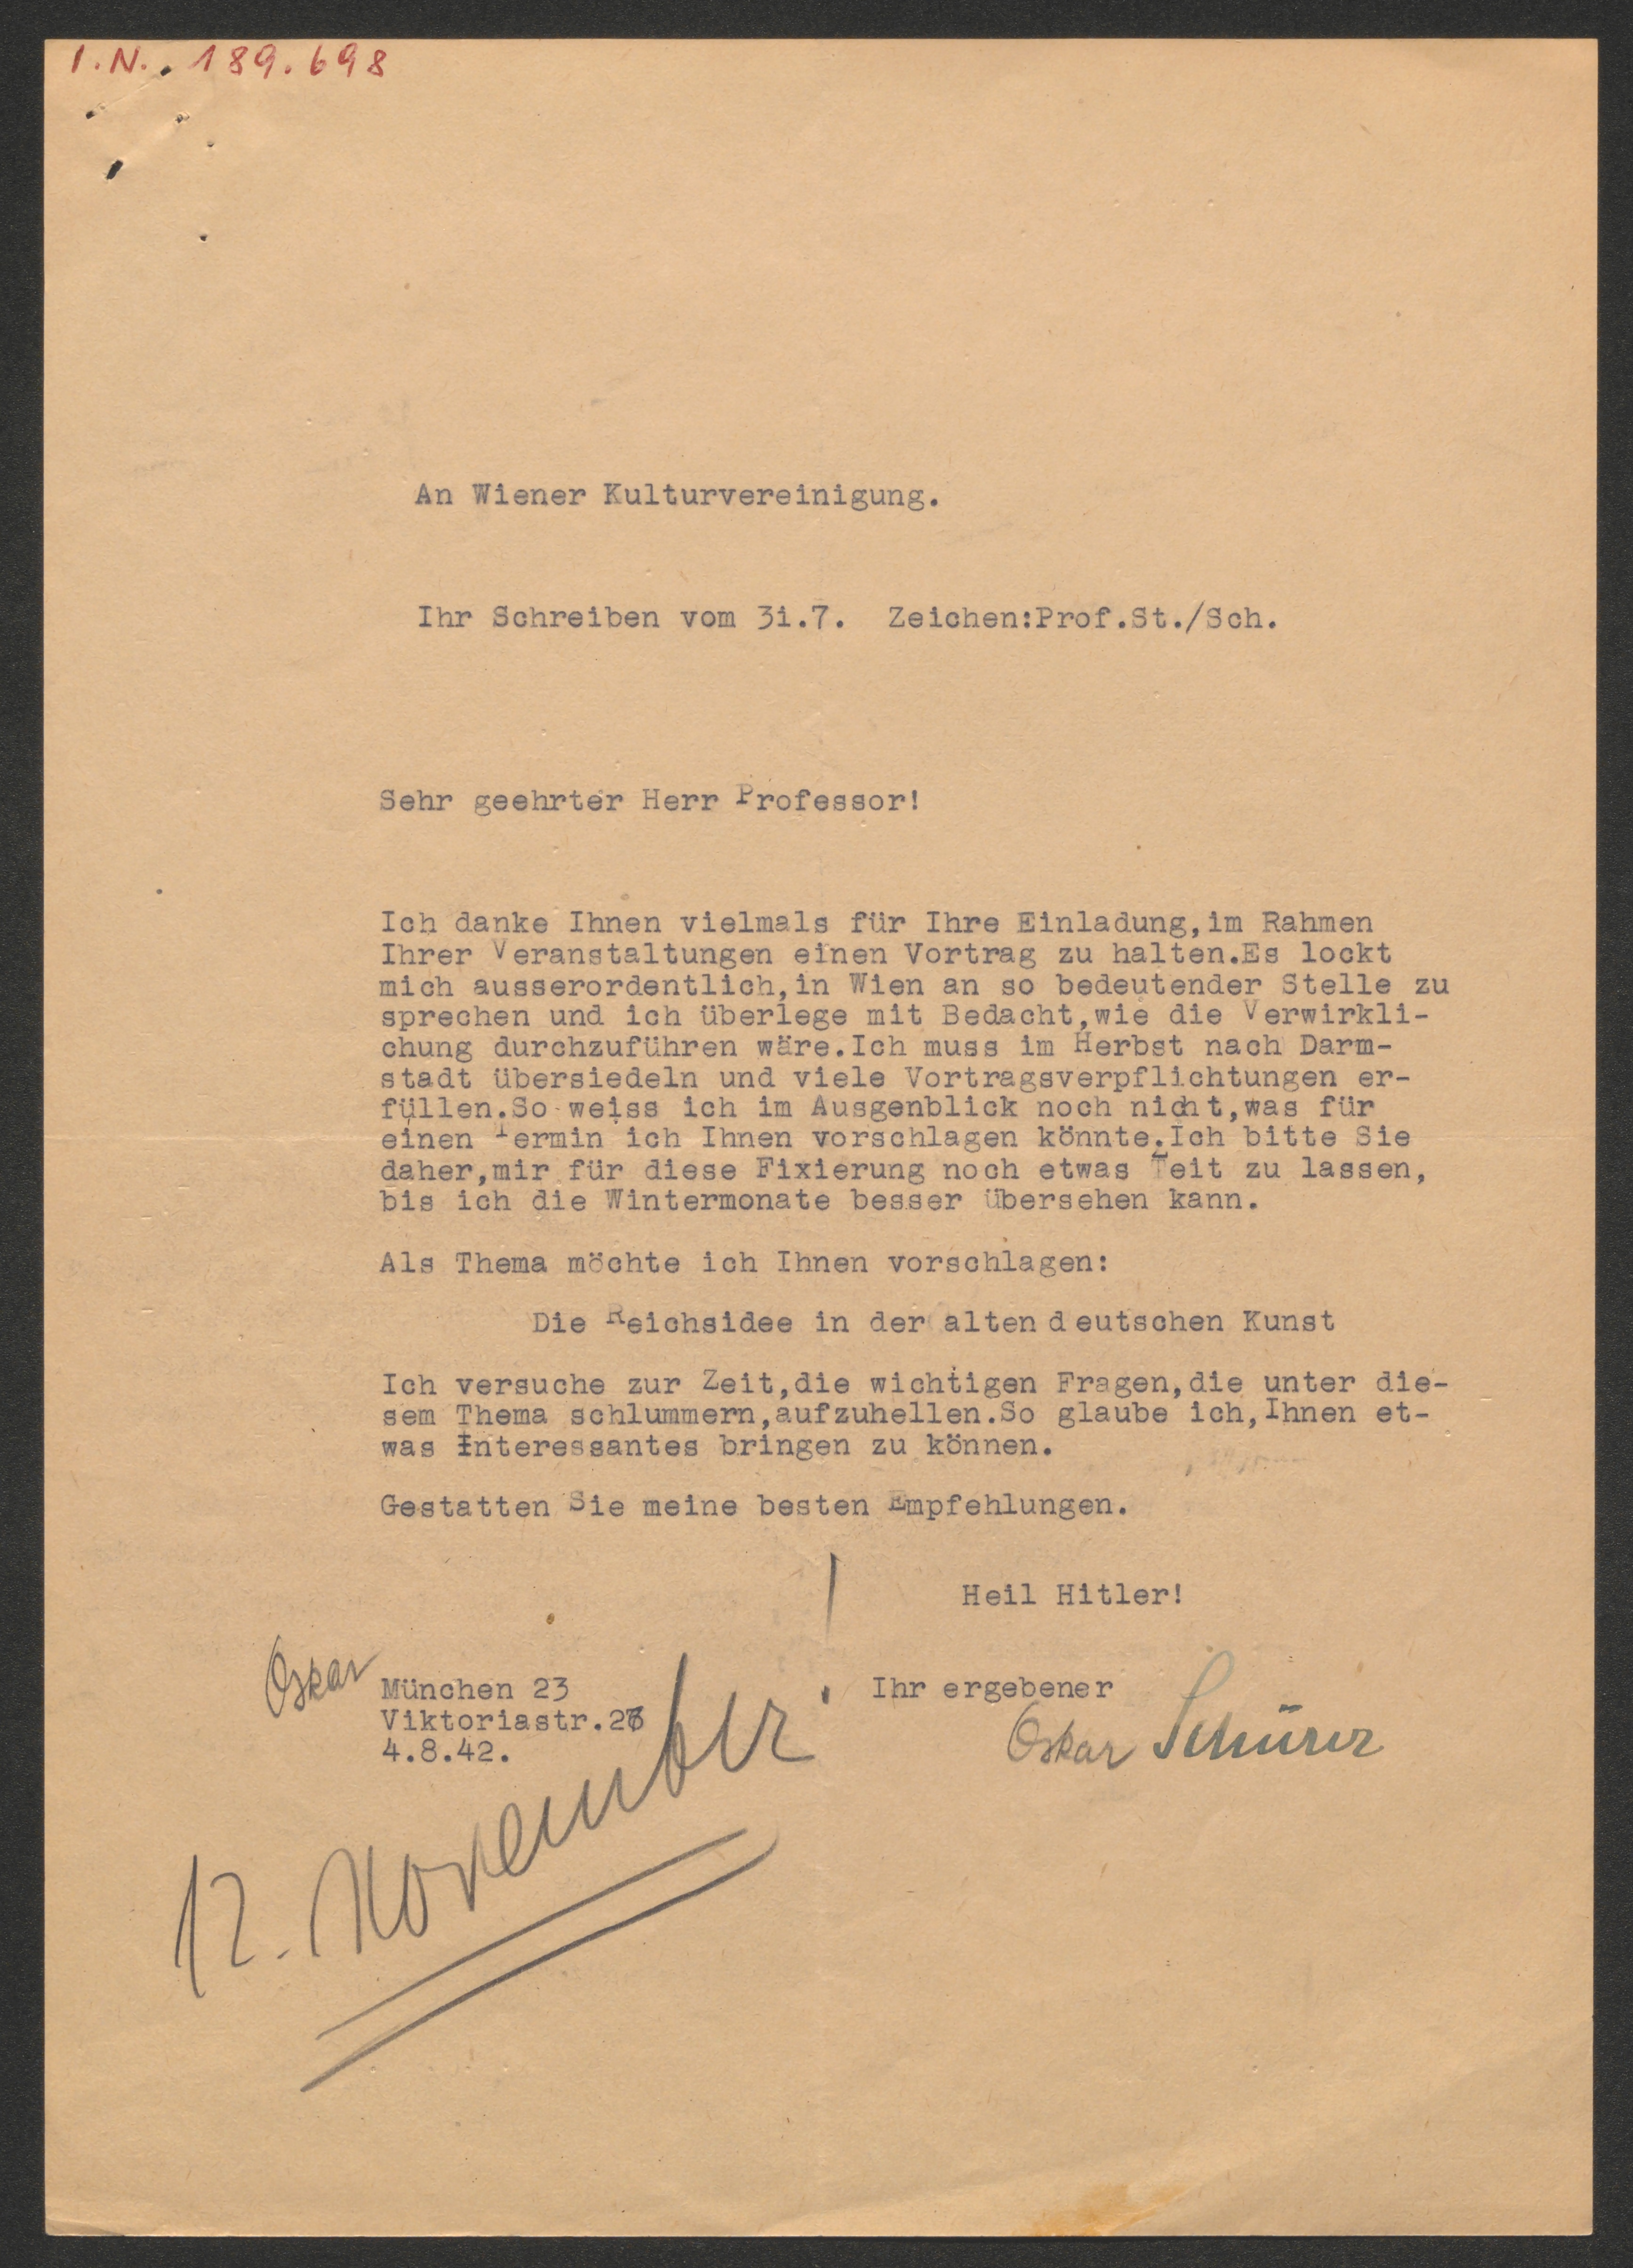 I.N. 189.698
An Wiener Kulturvereinigung.
Ihr Schreiben vom 3i.7. Zeichen:Prof.St./Sch.
Sehr geehrter Herr Professor!
Ich danke Ihnen vielmals für Ihre Einladung,im Rahmen
Ihrer Veranstaltungen einen Vortrag zu halten.Es lockt
mich ausserordentlich,in Wien an so bedeutender Stelle zu
sprechen und ich überlege mit Bedacht,wie die Verwirkli-
chung durchzuführen wäre.Ich muss im Herbst nach Darm-
stadt übersiedeln und viele Vortragsverpflichtungen er-
füllen.So weiss ich im Ausgenblick noch nicht,was für
einen Termin ich Ihnen vorschlagen könnte.Ich bitte Sie
daher,mir für diese Fixierung noch etwas Zeit zu lassen,
bis ich die Wintermonate besser übersehen kann.
Als Thema möchte ich Ihnen vorschlagen:
Die Reichsidee in der alten deutschen Kunst
Ich versuche zur Zeit,die wichtigen Fragen,die unter die-
sem Thema schlummern,aufzuhellen.So glaube ich,Ihnen et-
was Interessantes bringen zu können.
Gestatten Sie meine besten Empfehlungen.
Heil Hitler!
Oskar
München 23
Viktoriastr.
4.8.42.
Ihr ergebener
Oskar Schürer
12. November!